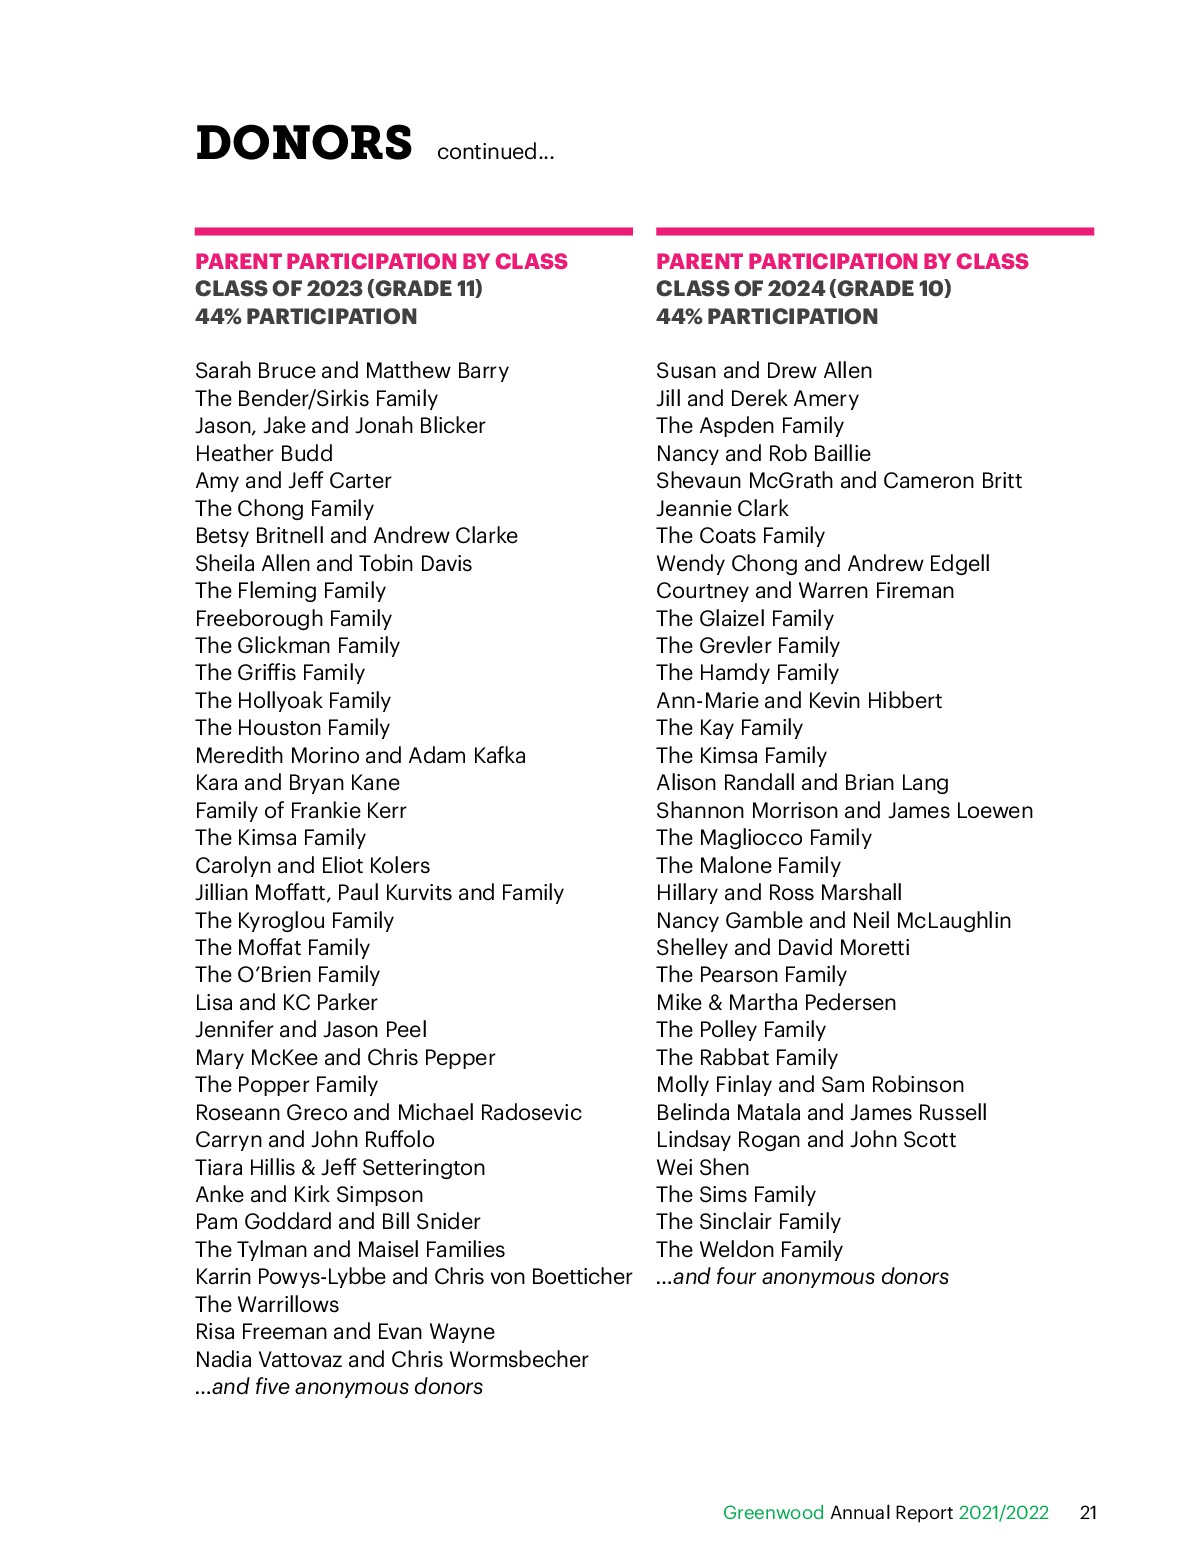 DONORS continued...
PARENT PARTICIPATION BY CLASS
CLASS OF 2023 (GRADE 11)
44% PARTICIPATION
Sarah Bruce and Matthew Barry
The Bender/Sirkis Family
Jason, Jake and Jonah Blicker
Heather Budd
Amy and Jeff Carter
The Chong Family
Betsy Britnell and Andrew Clarke
Sheila Allen and Tobin Davis
The Fleming Family
Freeborough Family
The Glickman Family
The Griffis Family
The Hollyoak Family
The Houston Family
Meredith Morino and Adam Kafka
Kara and Bryan Kane
Family of Frankie Kerr
The Kimsa Family
Carolyn and Eliot Kolers
Jillian Moffatt, Paul Kurvits and Family
The Kyroglou Family
The Moffat Family
The O’Brien Family
Lisa and KC Parker
Jennifer and Jason Peel
Mary McKee and Chris Pepper
The Popper Family
Roseann Greco and Michael Radosevic
Carryn and John Ruffolo
Tiara Hillis & Jeff Setterington
Anke and Kirk Simpson
Pam Goddard and Bill Snider
The Tylman and Maisel Families
Karrin Powys-Lybbe and Chris von Boetticher
The Warrillows
Risa Freeman and Evan Wayne
Nadia Vattovaz and Chris Wormsbecher
...and five anonymous donors
PARENT PARTICIPATION BY CLASS
CLASS OF 2024 (GRADE 10)
44% PARTICIPATION
Susan and Drew Allen
Jill and Derek Amery
The Aspden Family
Nancy and Rob Baillie
Shevaun McGrath and Cameron Britt
Jeannie Clark
The Coats Family
Wendy Chong and Andrew Edgell
Courtney and Warren Fireman
The Glaizel Family
The Grevler Family
The Hamdy Family
Ann-Marie and Kevin Hibbert
The Kay Family
The Kimsa Family
Alison Randall and Brian Lang
Shannon Morrison and James Loewen
The Magliocco Family
The Malone Family
Hillary and Ross Marshall
Nancy Gamble and Neil McLaughlin
Shelley and David Moretti
The Pearson Family
Mike & Martha Pedersen
The Polley Family
The Rabbat Family
Molly Finlay and Sam Robinson
Belinda Matala and James Russell
Lindsay Rogan and John Scott
Wei Shen
The Sims Family
The Sinclair Family
The Weldon Family
...and four anonymous donors
Greenwood Annual Report 2021/2022 21